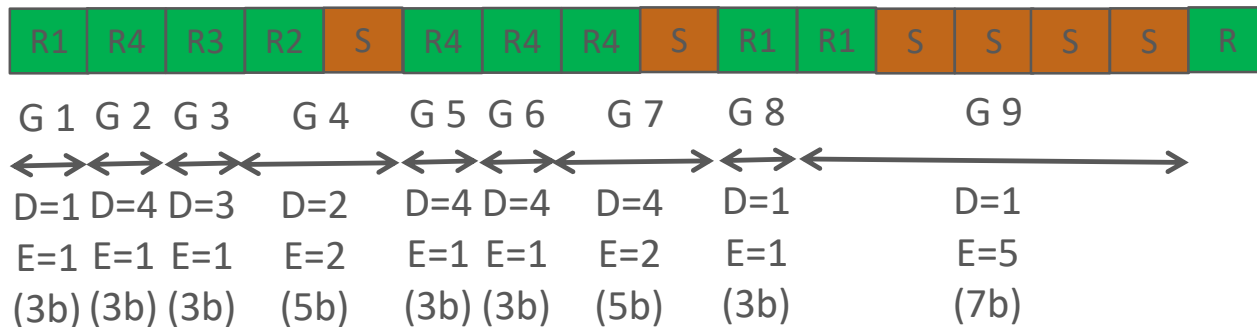 R1 R4 R3 R2 S R4 R4 R4 S R1 R1 S S S S R
G 1 G 2 G 3 G 4 G 5 G 6 G 7 G 8 G 9
D=1 D=4 D=3 D=2 D=4 D=4 D=4 D=1 D=1
E=1 E=1 E=1 E=2 E=1 E=1 E=2 E=1 E=5
(3b) (3b) (3b) (5b) (3b) (3b) (5b) (3b) (7b)